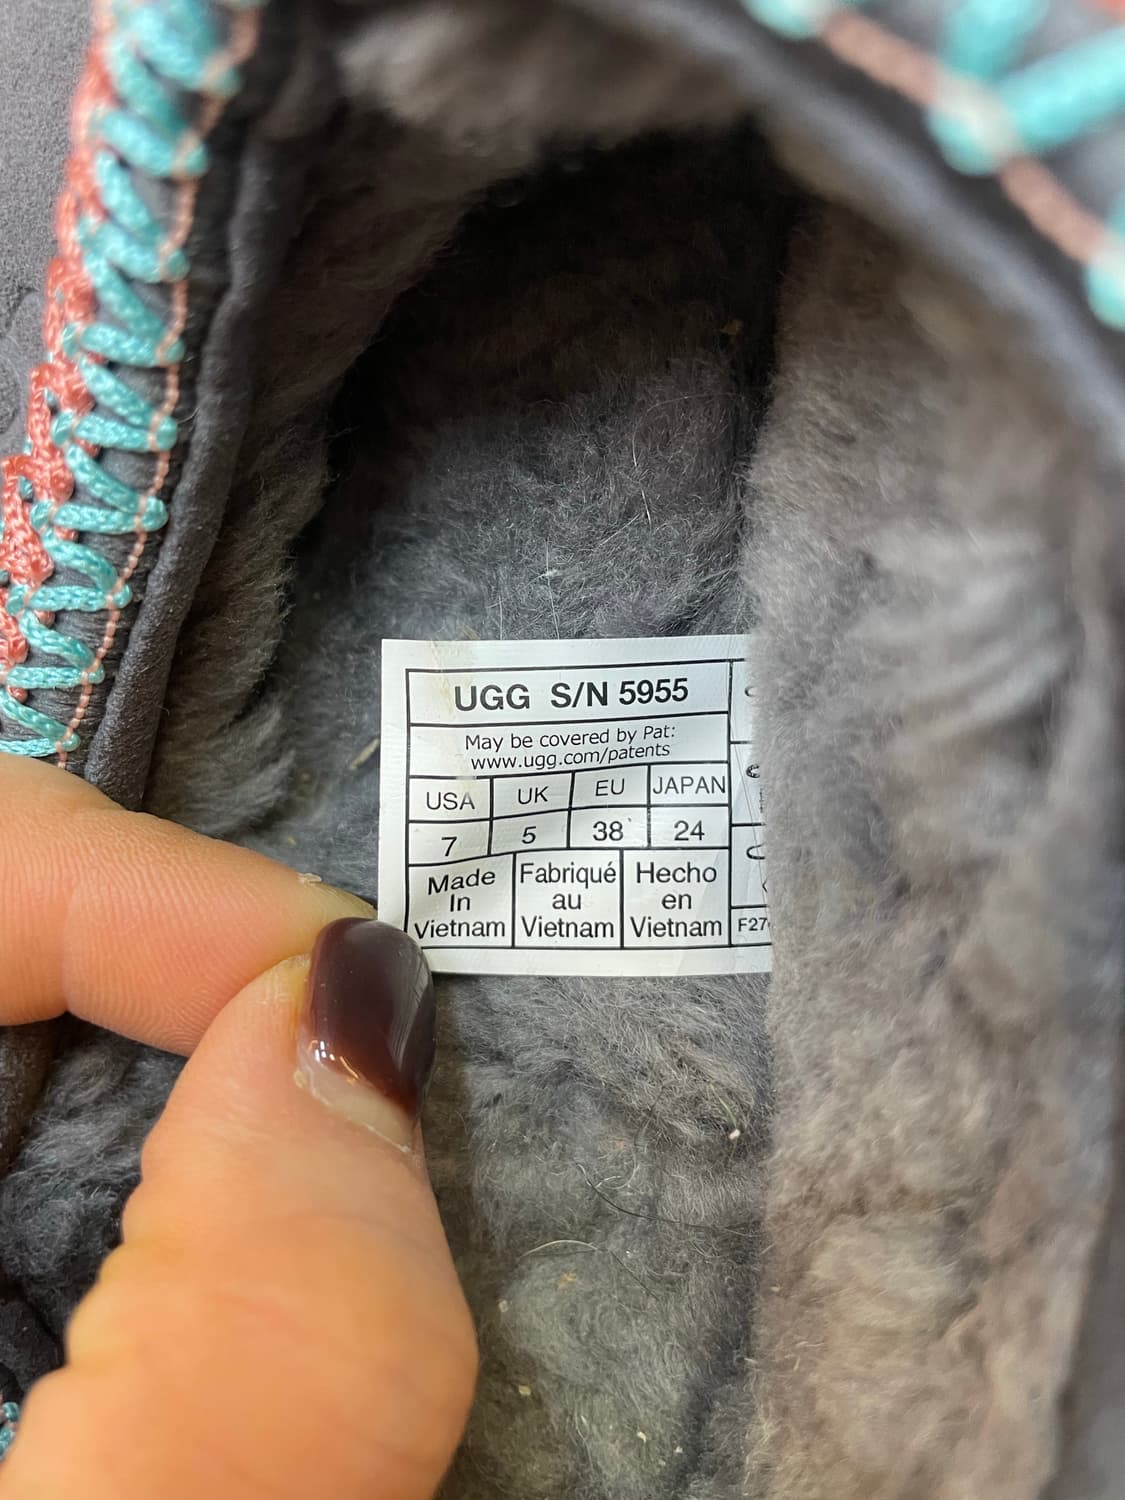 UGG S/N 5955
May be covered by Pat:
www.ugg.com/patents
USA UK EU JAPAN
7 5 38 24
Made In Vietnam
Fabriqué au Vietnam
Hecho en Vietnam
F27